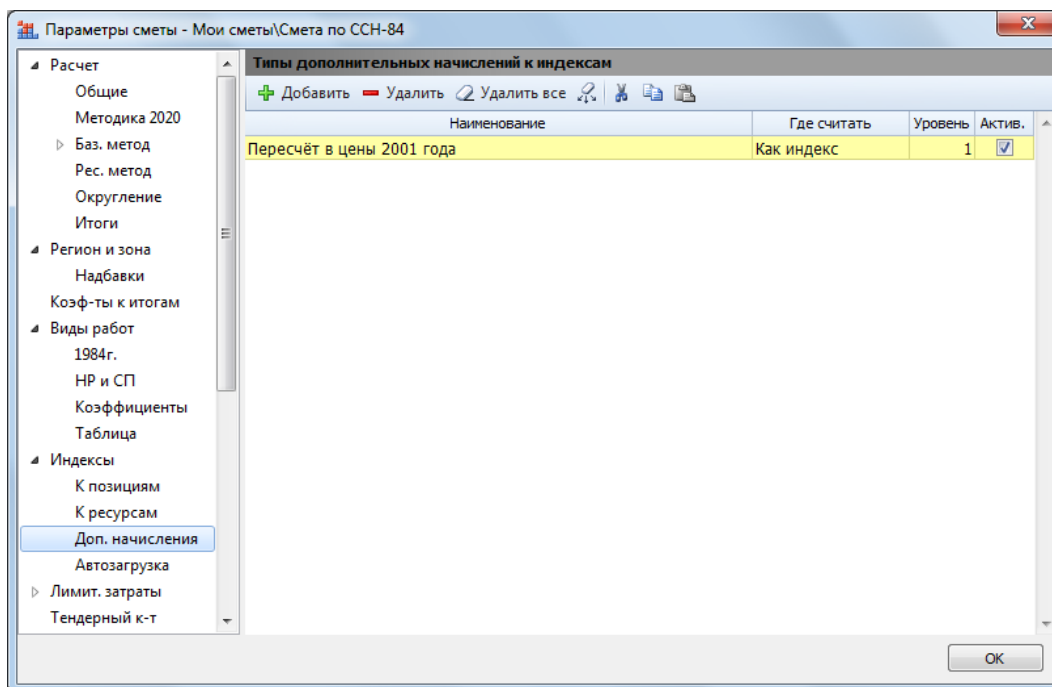 Параметры сметы - Мои сметы\Смета по ССН-84
Расчет
Общие
Методика 2020
Баз. метод
Рес. метод
Округление
Итоги
Регион и зона
Надбавки
Коэф-ты к итогам
Виды работ
1984г.
НР и СП
Коэффициенты
Таблица
Индексы
К позициям
К ресурсам
Доп. начисления
Автозагрузка
Лимит. затраты
Тендерный к-т
Типы дополнительных начислений к индексам
Добавить Удалить Удалить все
Наименование Где считать Уровень Актив.
Пересчёт в цены 2001 года Как индекс 1
OK